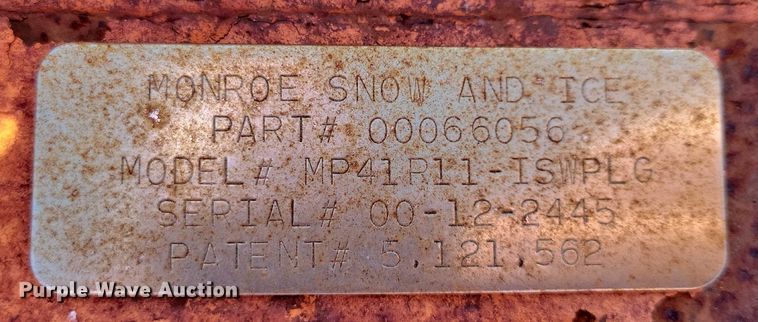 MONROE SNOW AND ICE
PART# 00066056
MODEL# MP41R11-ISWPLG
SERIAL# 00-12-2445
PATENT# 5,121,562
Purple Wave Auction